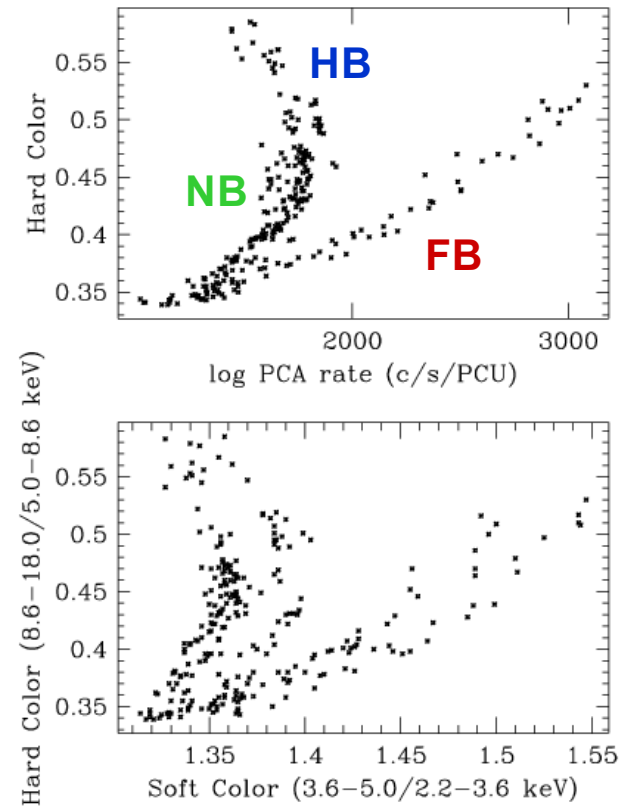 Hard Color
0.55
0.5
0.45
0.4
0.35
HB
NB
FB
2000 3000
log PCA rate (c/s/PCU)
Hard Color (8.6−18.0/5.0−8.6 keV)
0.55
0.5
0.45
0.4
0.35
1.35 1.4 1.45 1.5 1.55
Soft Color (3.6−5.0/2.2−3.6 keV)